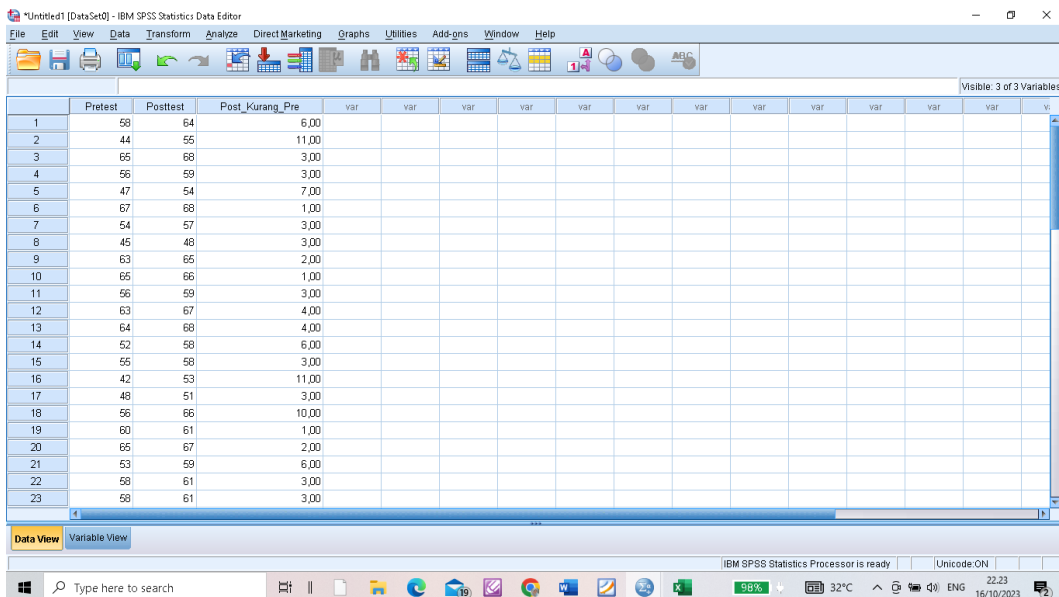 *Untitled1 [DataSet0] - IBM SPSS Statistics Data Editor
File Edit View Data Transform Analyze Direct Marketing Graphs Utilities Add-ons Window Help
Visible: 3 of 3 Variables
Pretest Posttest Post_Kurang_Pre var var var var var var var var var var
1 58 64 6,00
2 44 55 11,00
3 65 68 3,00
4 56 59 3,00
5 47 54 7,00
6 67 68 1,00
7 54 57 3,00
8 45 48 3,00
9 63 65 2,00
10 65 66 1,00
11 56 59 3,00
12 63 67 4,00
13 64 68 4,00
14 52 58 6,00
15 55 58 3,00
16 42 53 11,00
17 48 51 3,00
18 56 66 10,00
19 60 61 1,00
20 65 67 2,00
21 53 59 6,00
22 58 61 3,00
23 58 61 3,00
Data View Variable View
IBM SPSS Statistics Processor is ready Unicode:ON
Type here to search 19 98% 32°C ENG 22.23
16/10/2023